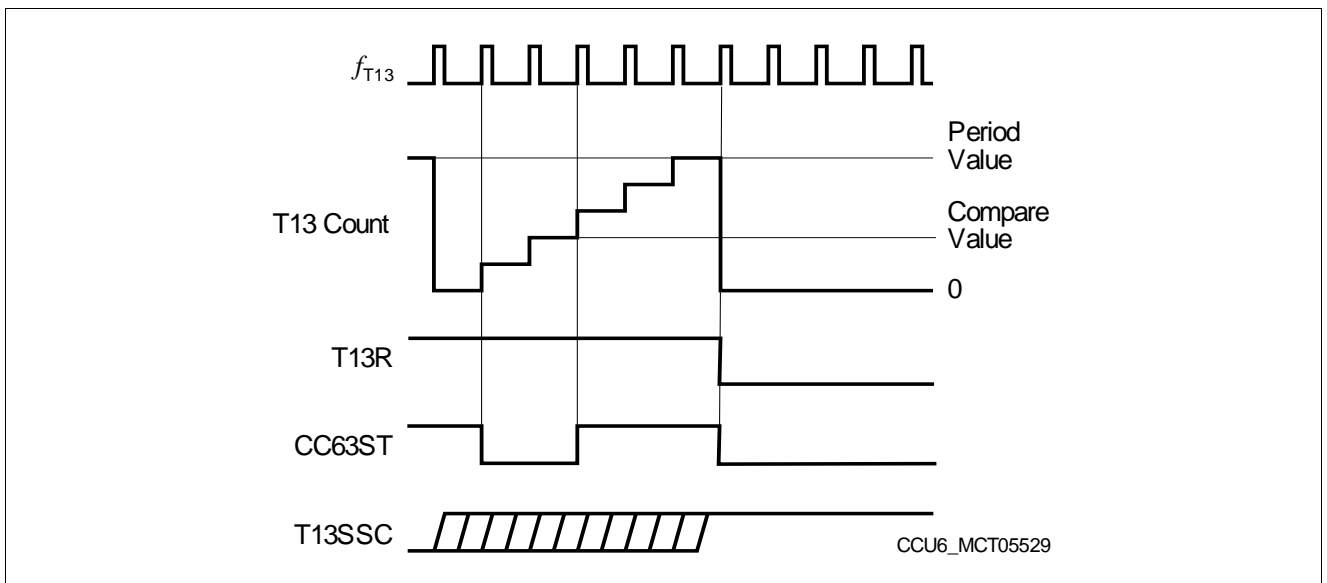 fT13
Period
Value
T13 Count
Compare
Value
0
T13R
CC63ST
T13SSC
CCU6_MCT05529